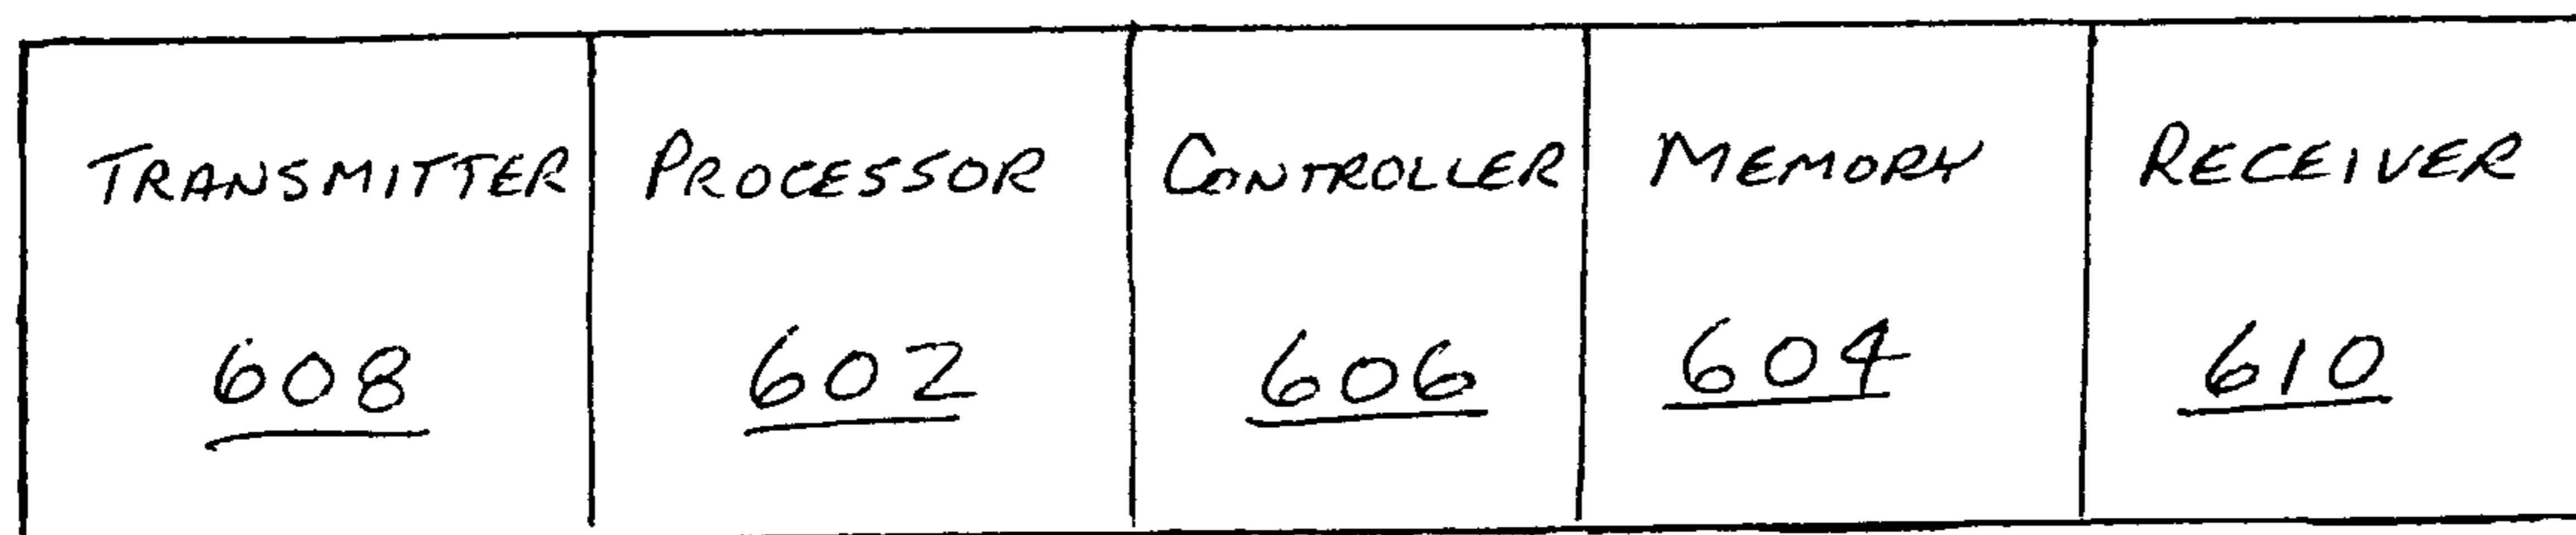 TRANSMITTER PROCESSOR CONTROLLER MEMORY RECEIVER
608 602 606 604 610